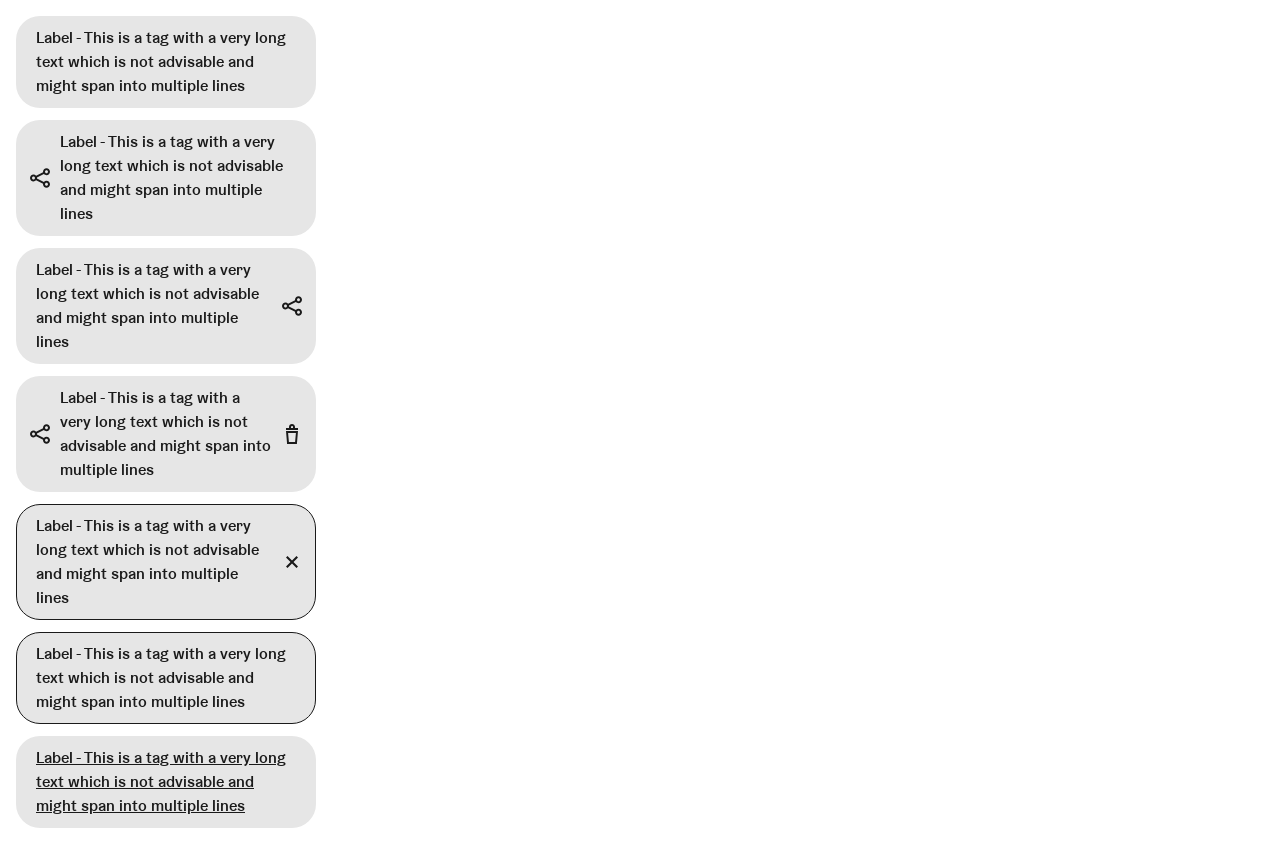 Label - This is a tag with a very long
text which is not advisable and
might span into multiple lines
Label - This is a tag with a very
long text which is not advisable
and might span into multiple
lines
Label - This is a tag with a very
long text which is not advisable
and might span into multiple
lines
Label - This is a tag with a
very long text which is not
advisable and might span into
multiple lines
Label - This is a tag with a very
long text which is not advisable
and might span into multiple
lines
Label - This is a tag with a very long
text which is not advisable and
might span into multiple lines
Label - This is a tag with a very long
text which is not advisable and
might span into multiple lines